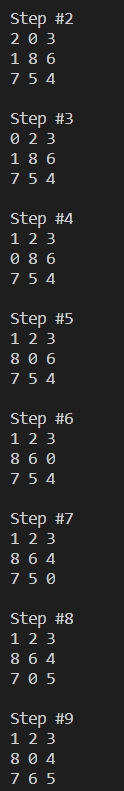 Step #2
2 0 3
1 8 6
7 5 4

Step #3
0 2 3
1 8 6
7 5 4

Step #4
1 2 3
0 8 6
7 5 4

Step #5
1 2 3
8 0 6
7 5 4

Step #6
1 2 3
8 6 0
7 5 4

Step #7
1 2 3
8 6 4
7 5 0

Step #8
1 2 3
8 6 4
7 0 5

Step #9
1 2 3
8 0 4
7 6 5